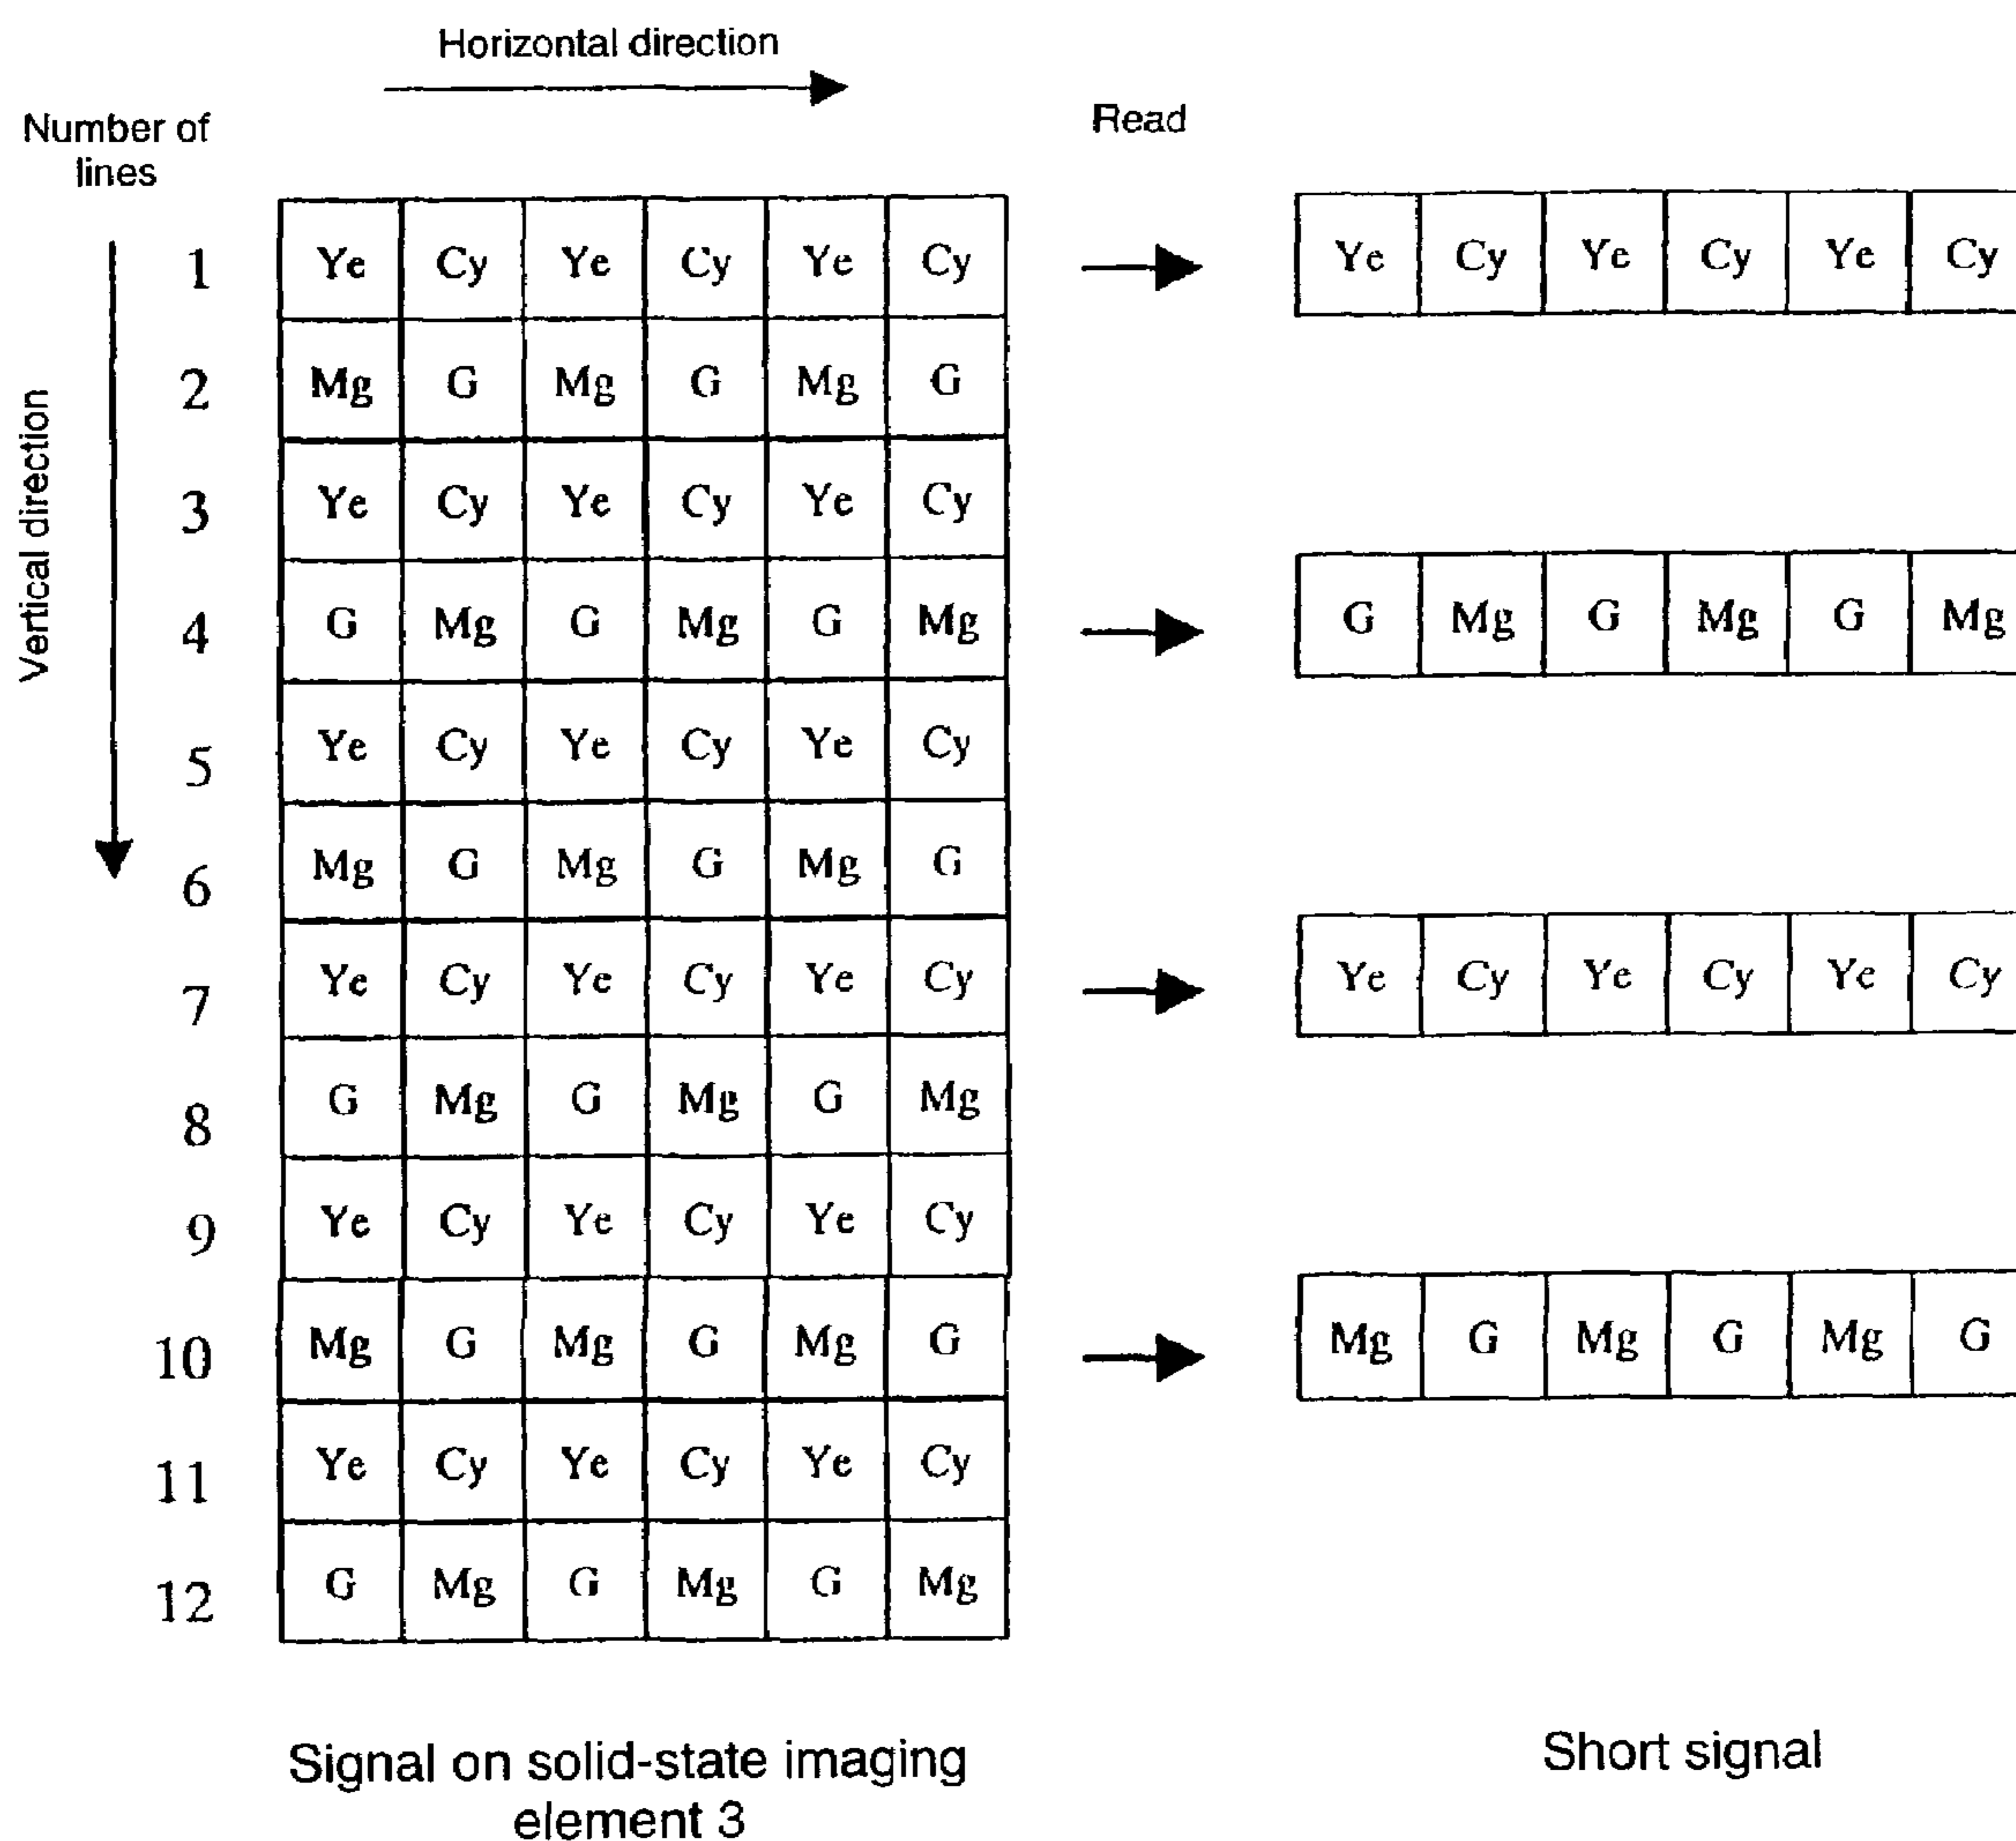 Horizontal direction
Number of
lines
Read
Vertical direction
1 Ye Cy Ye Cy Ye Cy Ye Cy Ye Cy Ye Cy
2 Mg G Mg G Mg G
3 Ye Cy Ye Cy Ye Cy
4 G Mg G Mg G Mg G Mg G Mg G Mg
5 Ye Cy Ye Cy Ye Cy
6 Mg G Mg G Mg G
7 Ye Cy Ye Cy Ye Cy Ye Cy Ye Cy Ye Cy
8 G Mg G Mg G Mg
9 Ye Cy Ye Cy Ye Cy
10 Mg G Mg G Mg G Mg G Mg G Mg G
11 Ye Cy Ye Cy Ye Cy
12 G Mg G Mg G Mg
Signal on solid-state imaging
element 3
Short signal